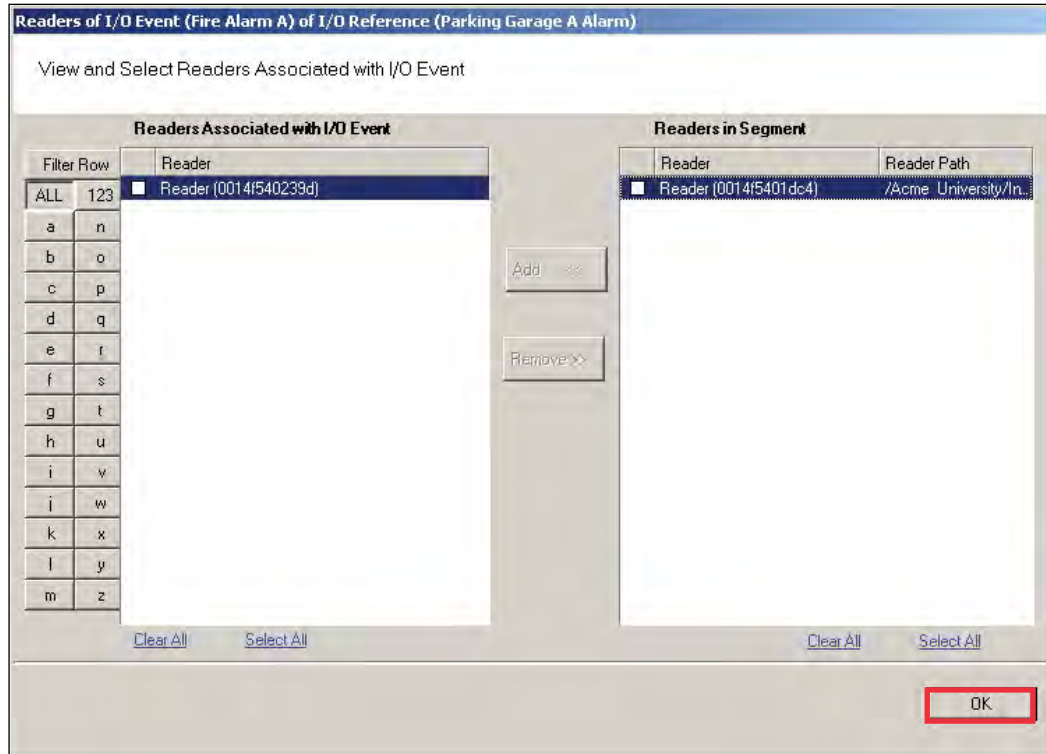 Readers of I/O Event (Fire Alarm A) of I/O Reference (Parking Garage A Alarm)
View and Select Readers Associated with I/O Event
Readers Associated with I/O Event
Readers in Segment
Filter Row
Reader
Reader
Reader Path
ALL 123
Reader (0014f540239d)
Reader (0014f5401dc4)
/Acme University/In...
a n
b o
c p
d q
e r
f s
g t
h u
i v
j w
k x
l y
m z
Add <<
Remove >>
Clear All
Select All
Clear All
Select All
OK